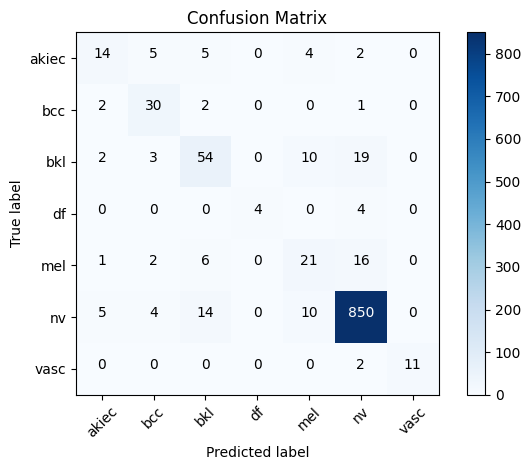 Confusion Matrix
True label
akiec 14 5 5 0 4 2 0
bcc 2 30 2 0 0 1 0
bkl 2 3 54 0 10 19 0
df 0 0 0 4 0 4 0
mel 1 2 6 0 21 16 0
nv 5 4 14 0 10 850 0
vasc 0 0 0 0 0 2 11
akiec bcc bkl df mel nv vasc
Predicted label
800
700
600
500
400
300
200
100
0